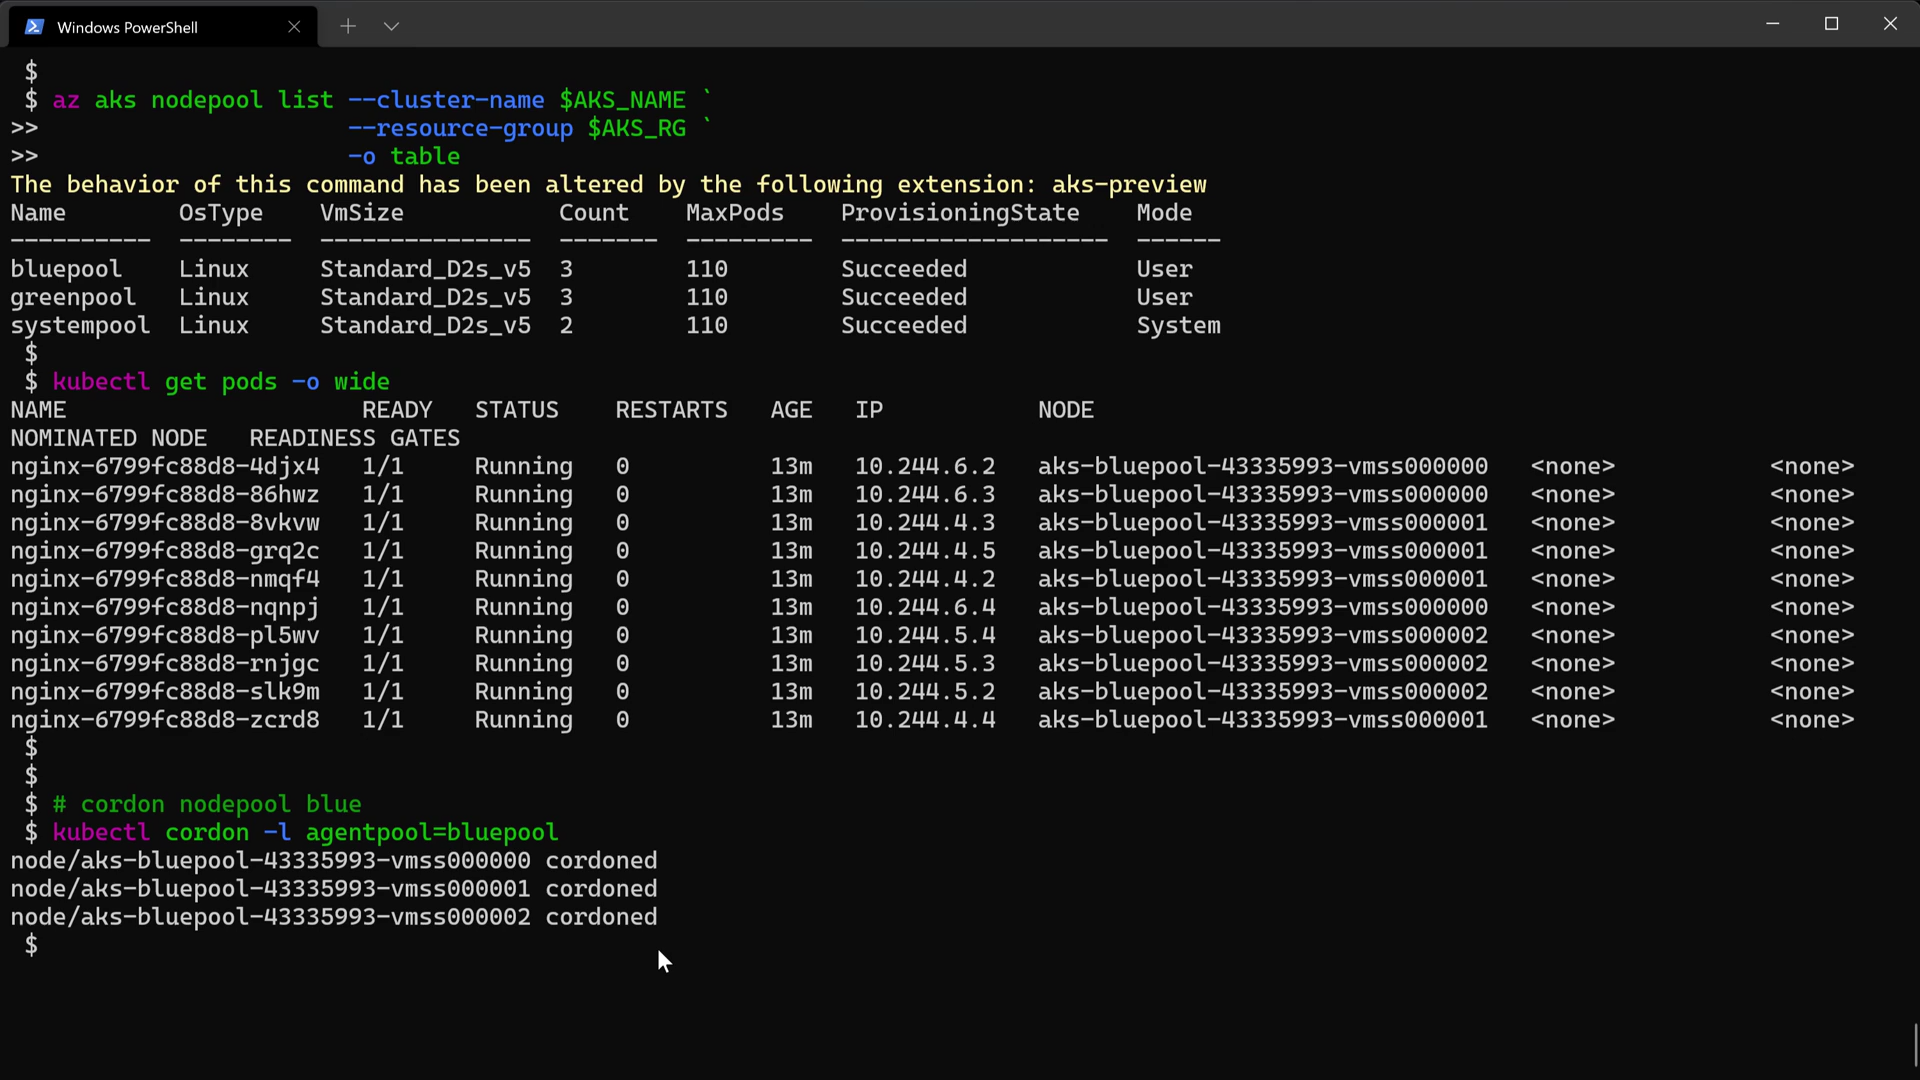 Windows PowerShell
$
$ az aks nodepool list --cluster-name $AKS_NAME `
>> --resource-group $AKS_RG `
>> -o table
The behavior of this command has been altered by the following extension: aks-preview
Name OsType VmSize Count MaxPods ProvisioningState Mode
---------- -------- --------------- ------- --------- ------------------- ------
bluepool Linux Standard_D2s_v5 3 110 Succeeded User
greenpool Linux Standard_D2s_v5 3 110 Succeeded User
systempool Linux Standard_D2s_v5 2 110 Succeeded System
$
$ kubectl get pods -o wide
NAME READY STATUS RESTARTS AGE IP NODE
NOMINATED NODE READINESS GATES
nginx-6799fc88d8-4djx4 1/1 Running 0 13m 10.244.6.2 aks-bluepool-43335993-vmss000000 <none> <none>
nginx-6799fc88d8-86hwz 1/1 Running 0 13m 10.244.6.3 aks-bluepool-43335993-vmss000000 <none> <none>
nginx-6799fc88d8-8vkvw 1/1 Running 0 13m 10.244.4.3 aks-bluepool-43335993-vmss000001 <none> <none>
nginx-6799fc88d8-grq2c 1/1 Running 0 13m 10.244.4.5 aks-bluepool-43335993-vmss000001 <none> <none>
nginx-6799fc88d8-nmqf4 1/1 Running 0 13m 10.244.4.2 aks-bluepool-43335993-vmss000001 <none> <none>
nginx-6799fc88d8-nqnpj 1/1 Running 0 13m 10.244.6.4 aks-bluepool-43335993-vmss000000 <none> <none>
nginx-6799fc88d8-pl5wv 1/1 Running 0 13m 10.244.5.4 aks-bluepool-43335993-vmss000002 <none> <none>
nginx-6799fc88d8-rnjgc 1/1 Running 0 13m 10.244.5.3 aks-bluepool-43335993-vmss000002 <none> <none>
nginx-6799fc88d8-slk9m 1/1 Running 0 13m 10.244.5.2 aks-bluepool-43335993-vmss000002 <none> <none>
nginx-6799fc88d8-zcrd8 1/1 Running 0 13m 10.244.4.4 aks-bluepool-43335993-vmss000001 <none> <none>
$
$
$ # cordon nodepool blue
$ kubectl cordon -l agentpool=bluepool
node/aks-bluepool-43335993-vmss000000 cordoned
node/aks-bluepool-43335993-vmss000001 cordoned
node/aks-bluepool-43335993-vmss000002 cordoned
$